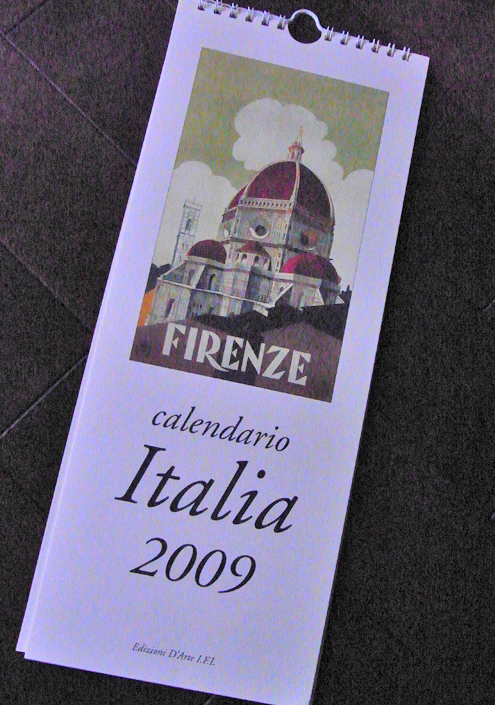 FIRENZE
calendario
Italia
2009
Edizioni D'Arte I.F.I.